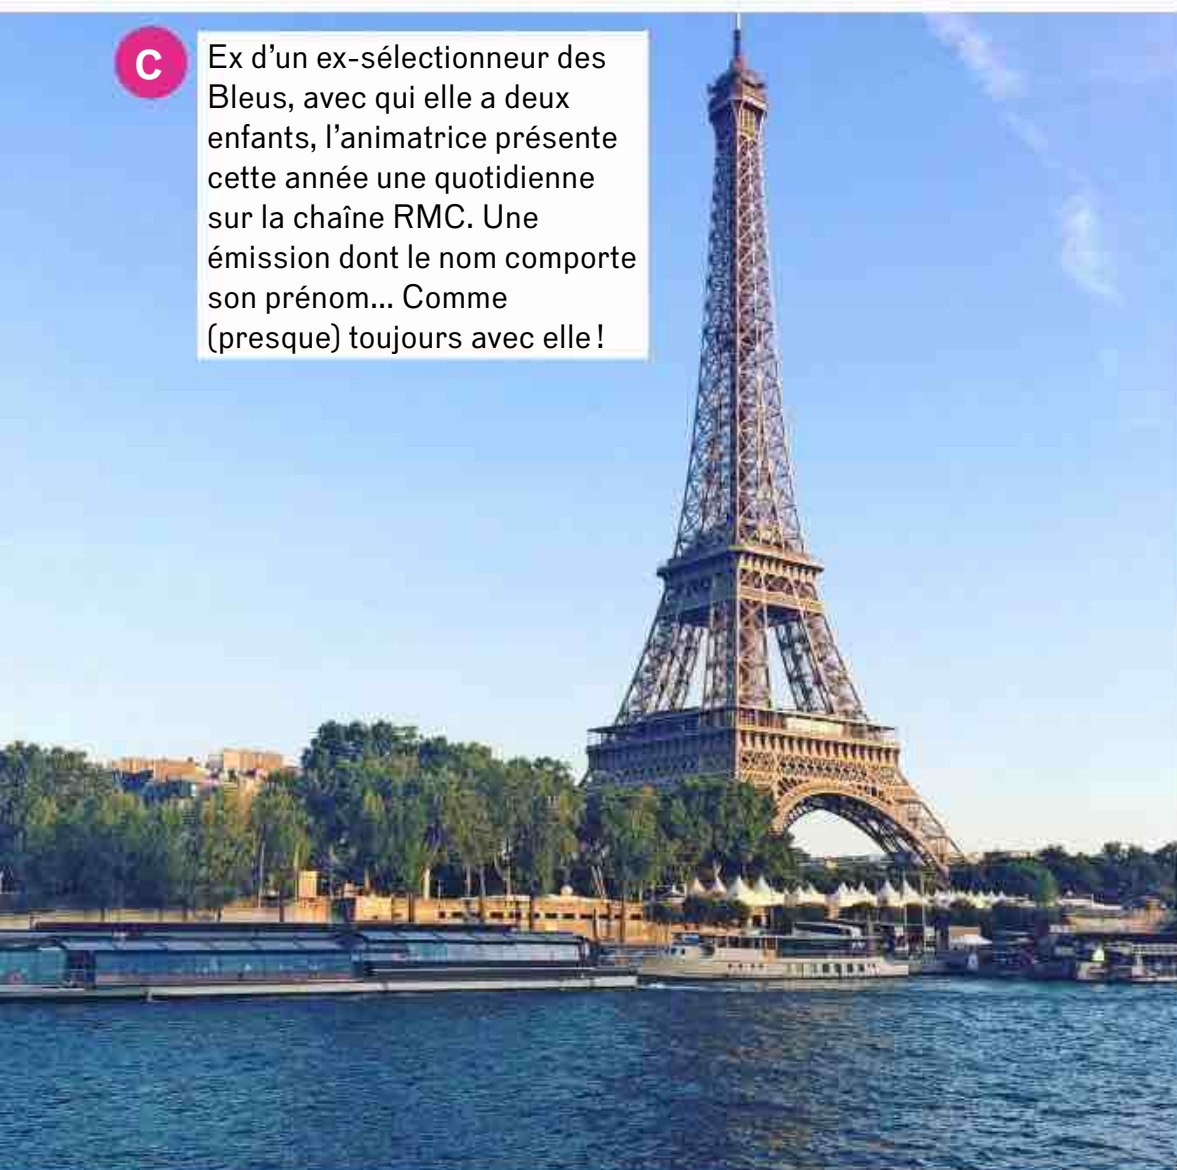 C
Ex d’un ex-sélectionneur des
Bleus, avec qui elle a deux
enfants, l’animatrice présente
cette année une quotidienne
sur la chaîne RMC. Une
émission dont le nom comporte
son prénom... Comme
(presque) toujours avec elle !